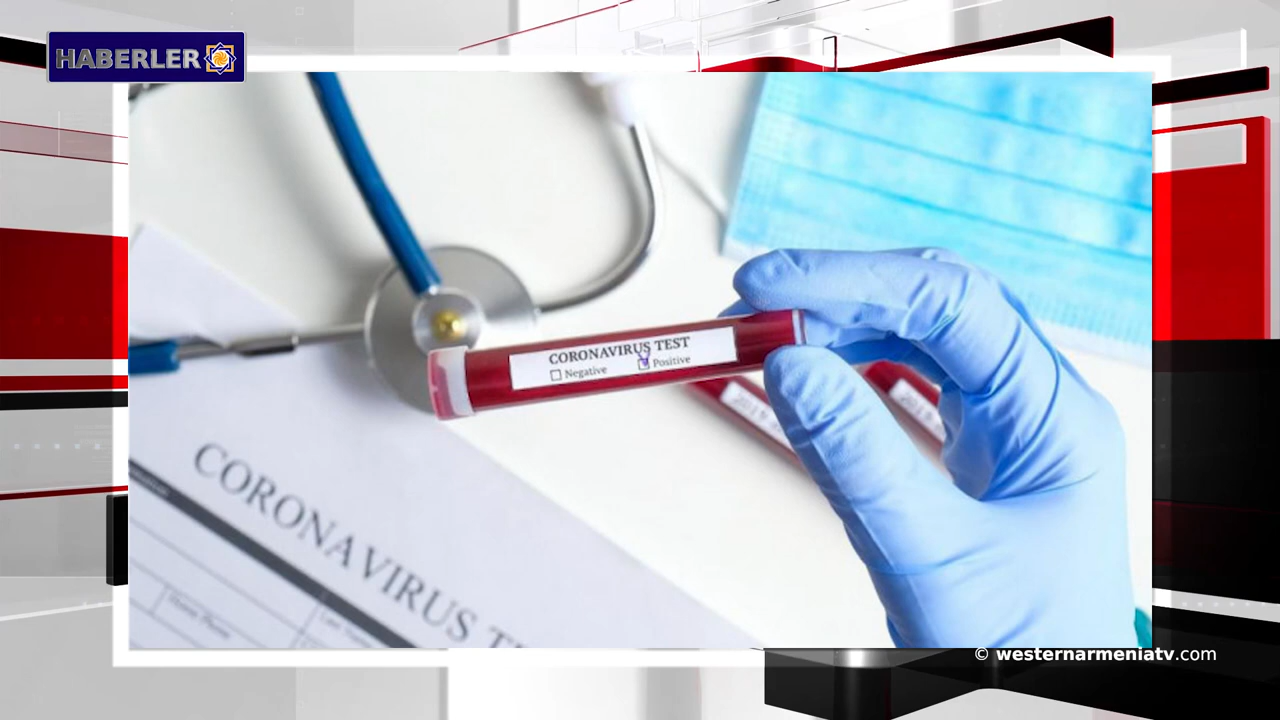 HABERLER
CORONAVIRUS TEST
Negative Positive
CORONAVIRUS
© westernarmeniatv.com